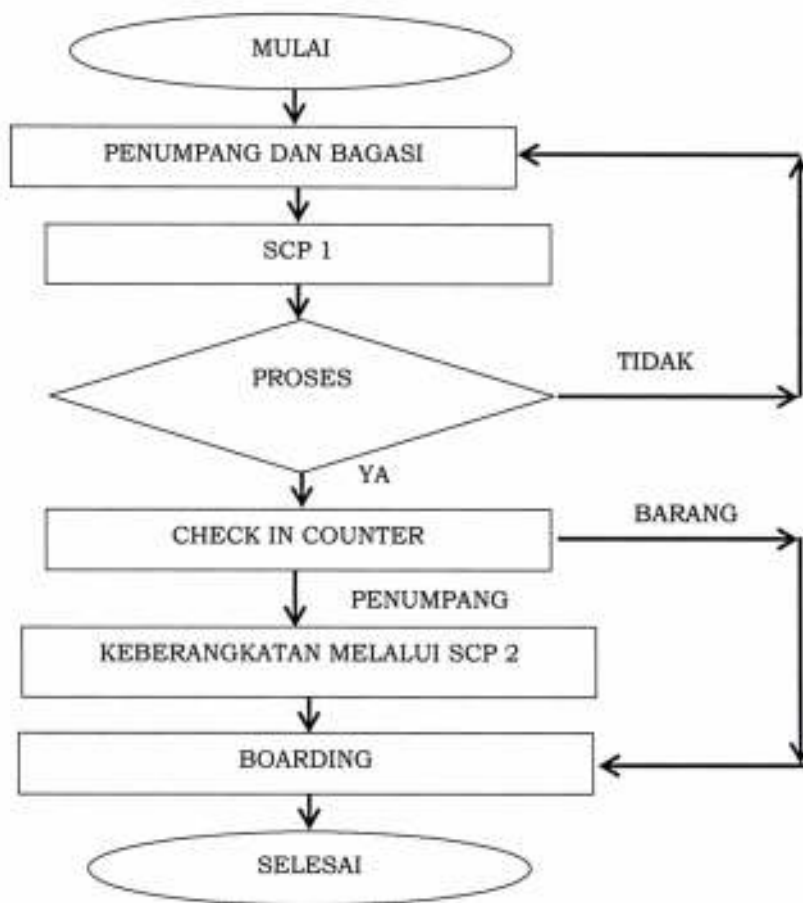 MULAI
PENUMPANG DAN BAGASI
SCP 1
PROSES
TIDAK
YA
CHECK IN COUNTER
BARANG
PENUMPANG
KEBERANGKATAN MELALUI SCP 2
BOARDING
SELESAI